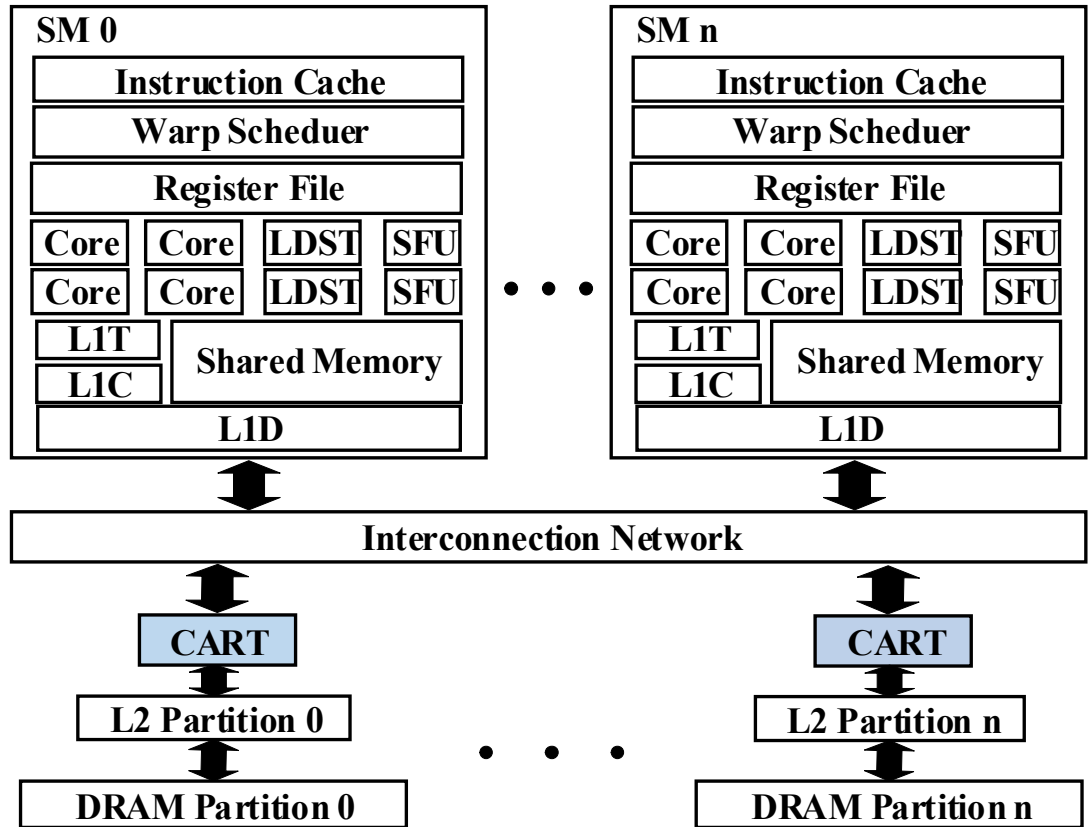 SM 0
SM n
Instruction Cache
Instruction Cache
Warp Scheduer
Warp Scheduer
Register File
Register File
Core Core LDST SFU
Core Core LDST SFU
Core Core LDST SFU
Core Core LDST SFU
L1T
L1C
Shared Memory
L1T
L1C
Shared Memory
L1D
L1D
Interconnection Network
CART
CART
L2 Partition 0
L2 Partition n
DRAM Partition 0
DRAM Partition n